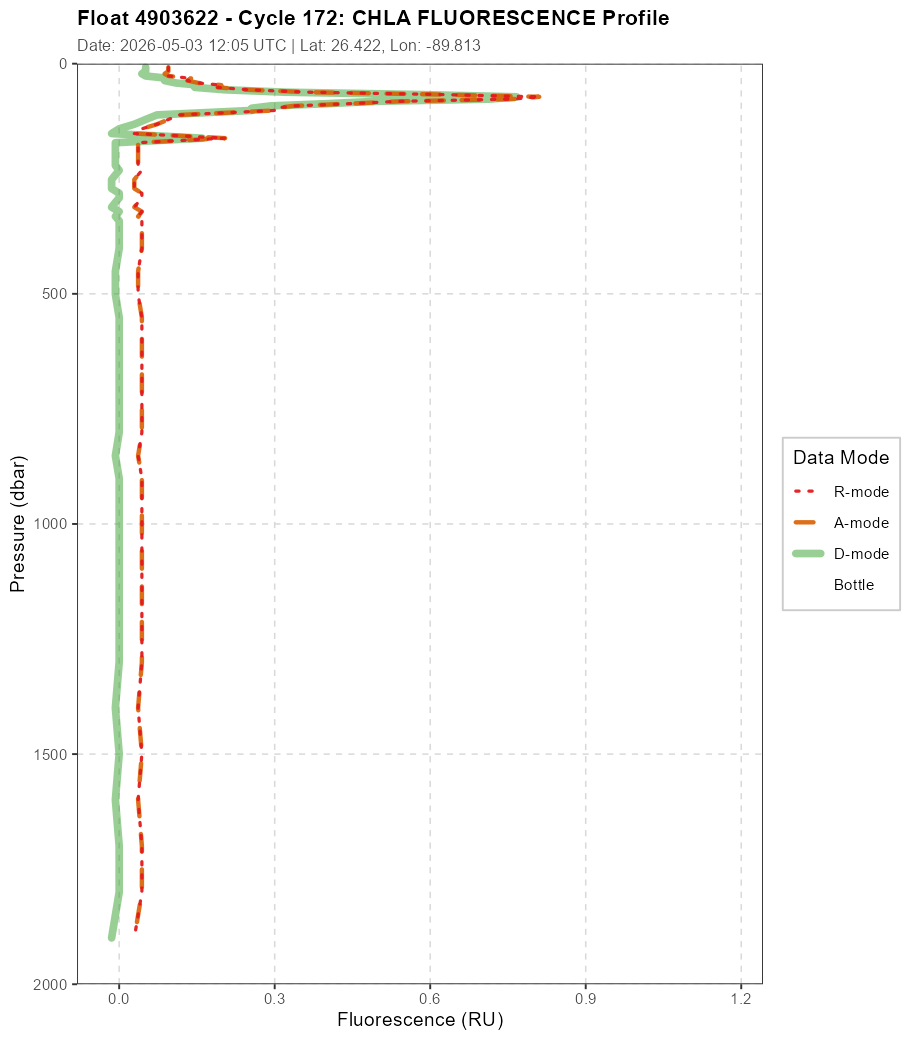 Float 4903622 - Cycle 172: CHLA FLUORESCENCE Profile
Date: 2026-05-03 12:05 UTC | Lat: 26.422, Lon: -89.813
0
500
1000
1500
2000
Pressure (dbar)
0.0
0.3
0.6
0.9
1.2
Fluorescence (RU)
Data Mode
R-mode
A-mode
D-mode
Bottle